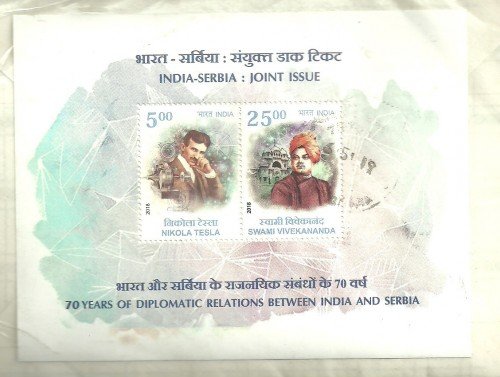 भारत - सर्बिया : संयुक्त डाक टिकट
INDIA-SERBIA : JOINT ISSUE
5.00 भारत INDIA
25.00 भारत INDIA
2018
2018
निकोला टेस्ला
NIKOLA TESLA
स्वामी विवेकानंद
SWAMI VIVEKANANDA
भारत और सर्बिया के राजनयिक संबंधों के 70 वर्ष
70 YEARS OF DIPLOMATIC RELATIONS BETWEEN INDIA AND SERBIA